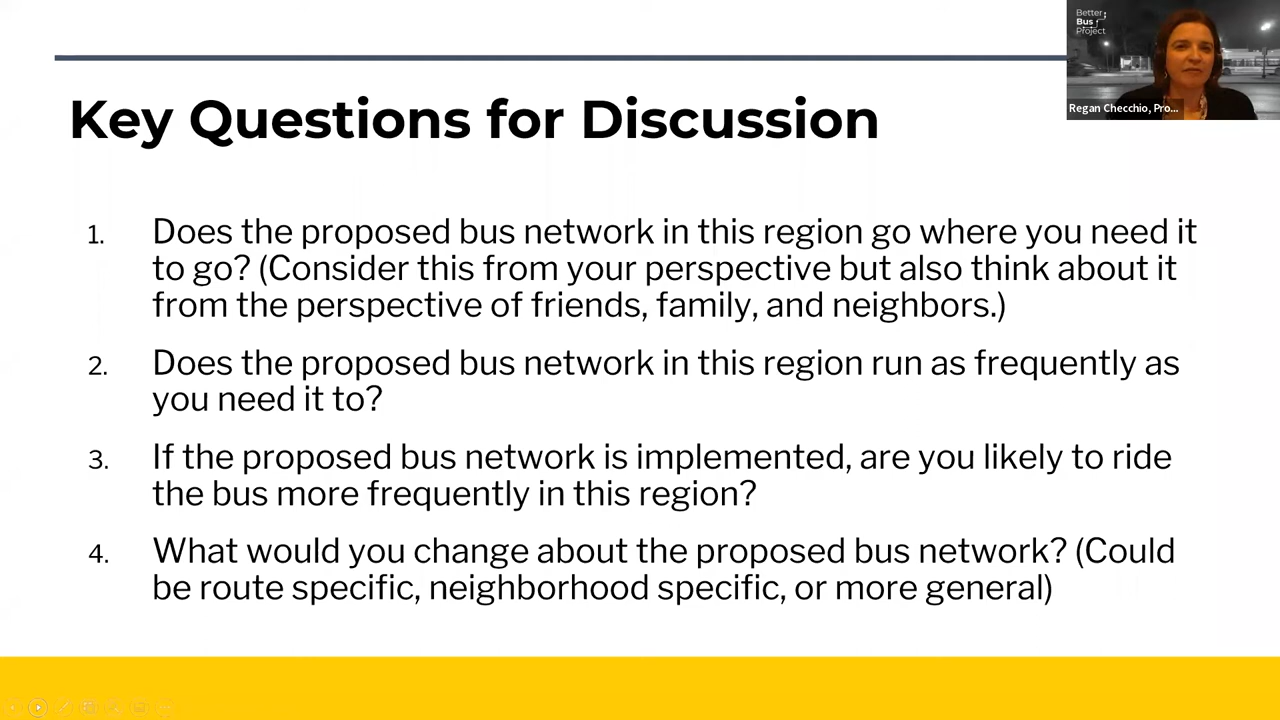 Better
Bus
Project
Regan Checchio, Pro...
Key Questions for Discussion
1. Does the proposed bus network in this region go where you need it
to go? (Consider this from your perspective but also think about it
from the perspective of friends, family, and neighbors.)
2. Does the proposed bus network in this region run as frequently as
you need it to?
3. If the proposed bus network is implemented, are you likely to ride
the bus more frequently in this region?
4. What would you change about the proposed bus network? (Could
be route specific, neighborhood specific, or more general)